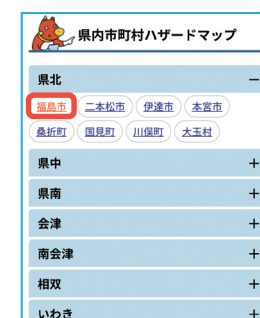 県内市町村ハザードマップ
県北 −
福島市 二本松市 伊達市 本宮市
桑折町 国見町 川俣町 大玉村
県中 +
県南 +
会津 +
南会津 +
相双 +
いわき +